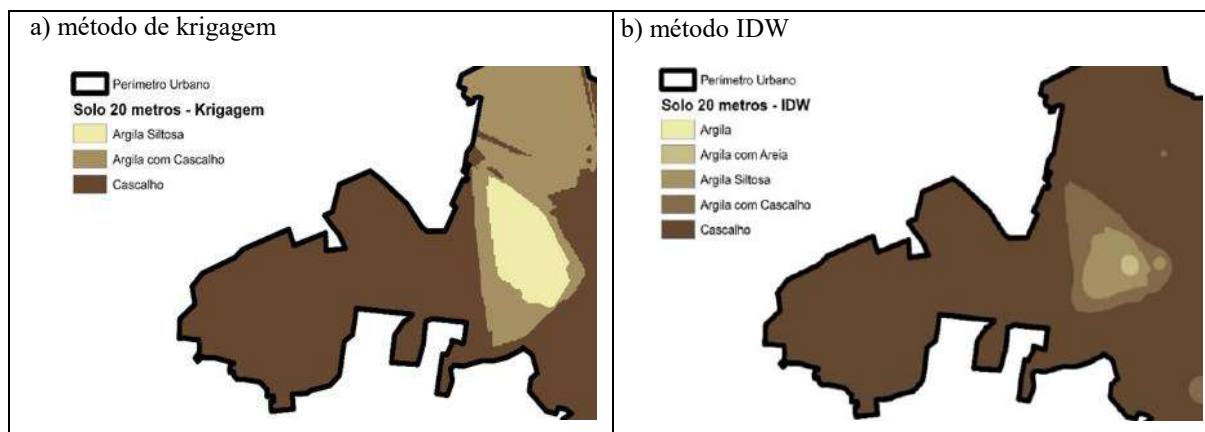 a) método de krigagem
Perímetro Urbano
Solo 20 metros - Krigagem
Argila Siltosa
Argila com Cascalho
Cascalho
b) método IDW
Perímetro Urbano
Solo 20 metros - IDW
Argila
Argila com Areia
Argila Siltosa
Argila com Cascalho
Cascalho